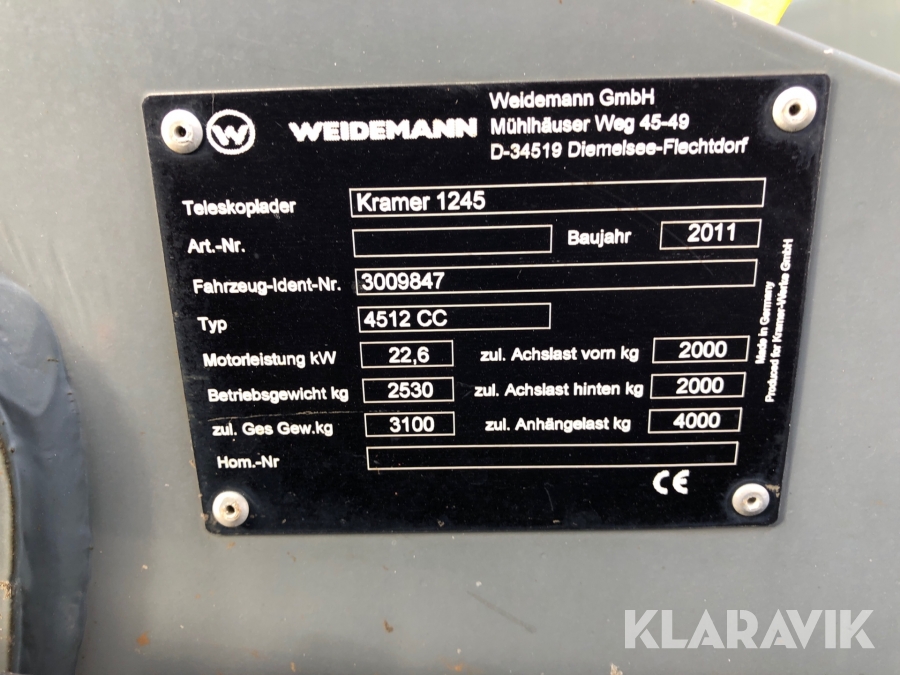 W WEIDEMANN
Weidemann GmbH
Mühlhäuser Weg 45-49
D-34519 Diemelsee-Flechtdorf
Teleskoplader Kramer 1245
Art.-Nr. Baujahr 2011
Fahrzeug-Ident-Nr. 3009847
Typ 4512 CC
Motorleistung kW 22,6 zul. Achslast vorn kg 2000
Betriebsgewicht kg 2530 zul. Achslast hinten kg 2000
zul. Ges Gew.kg 3100 zul. Anhängelast kg 4000
Hom.-Nr
CE
Made in Germany
Produced for Kramer-Werke GmbH
KLARAVIK